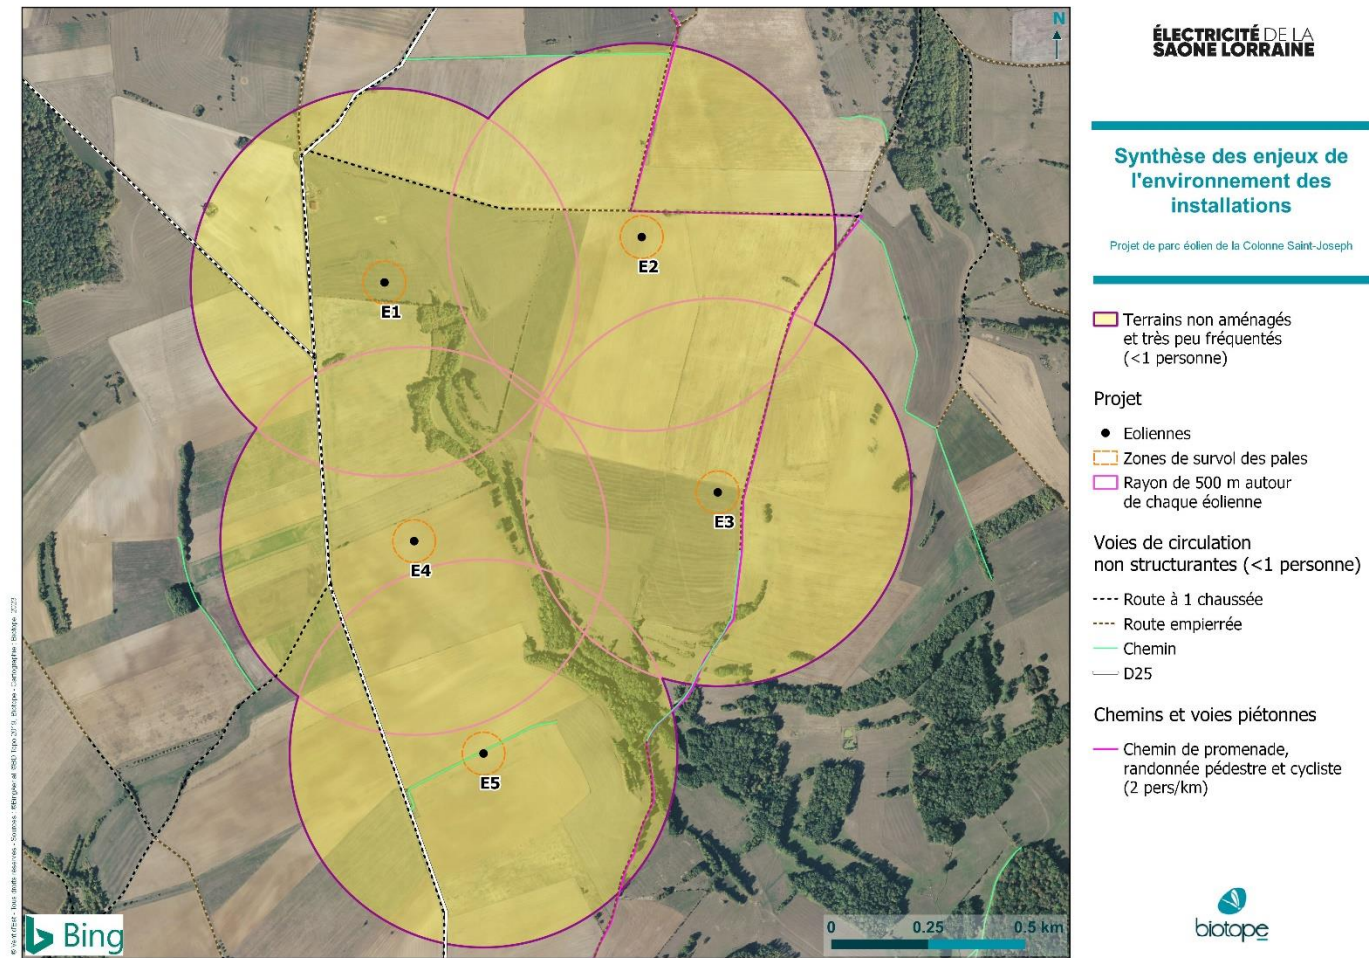 N
E1
E2
E3
E4
E5
Bing
0 0.25 0.5 km
ÉLECTRICITÉ DE LA
SAÔNE LORRAINE
Synthèse des enjeux de
l'environnement des
installations
Projet de parc éolien de la Colonne Saint-Joseph
Terrains non aménagés
et très peu fréquentés
(<1 personne)
Projet
Eoliennes
Zones de survol des pales
Rayon de 500 m autour
de chaque éolienne
Voies de circulation
non structurantes (<1 personne)
Route à 1 chaussée
Route empierrée
Chemin
D25
Chemins et voies piétonnes
Chemin de promenade,
randonnée pédestre et cycliste
(2 pers/km)
biotope